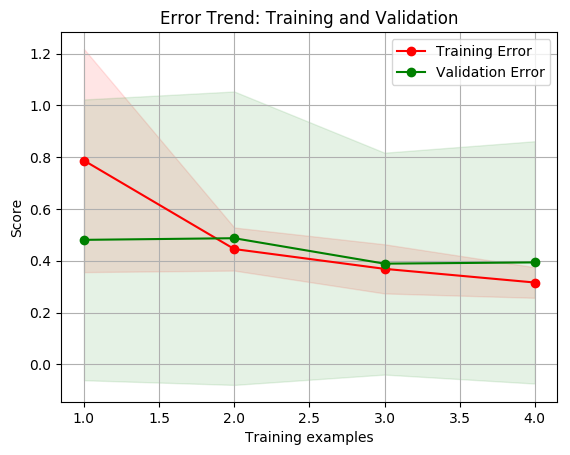 Error Trend: Training and Validation
Training Error
Validation Error
1.2
1.0
0.8
0.6
0.4
0.2
0.0
Score
1.0 1.5 2.0 2.5 3.0 3.5 4.0
Training examples